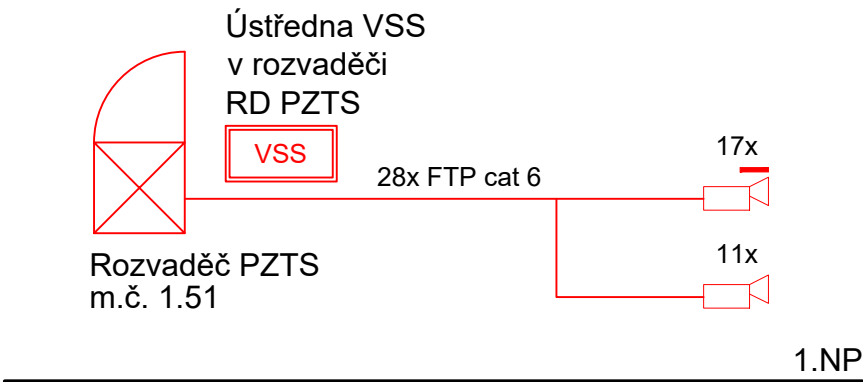 Ústředna VSS
v rozvaděči
RD PZTS
VSS
28x FTP cat 6
17x
11x
Rozvaděč PZTS
m.č. 1.51
1.NP